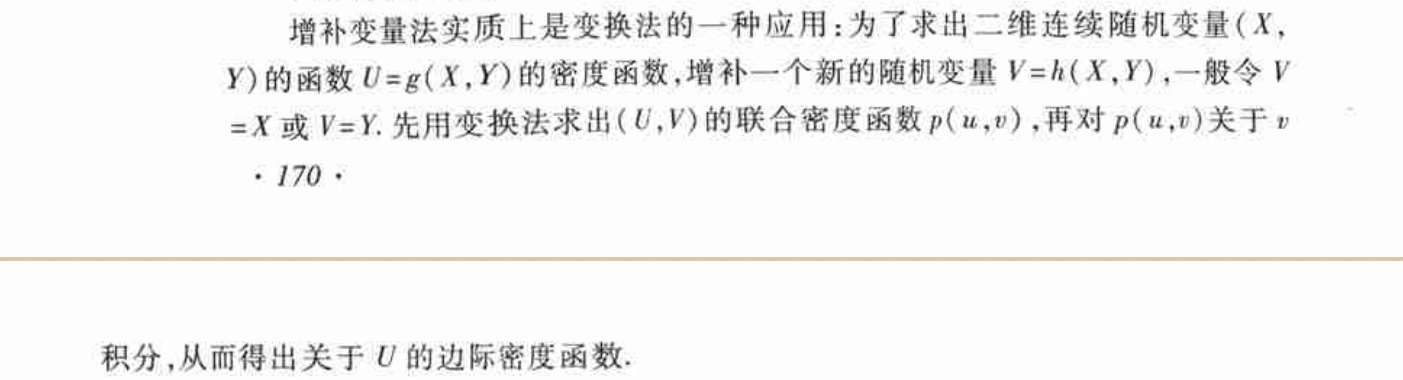 增补变量法实质上是变换法的一种应用:为了求出二维连续随机变量(X,
Y)的函数 U=g(X,Y)的密度函数,增补一个新的随机变量 V=h(X,Y),一般令 V
=X 或 V=Y. 先用变换法求出(U,V)的联合密度函数 p(u,v),再对 p(u,v)关于 v
· 170 ·
积分,从而得出关于 U 的边际密度函数.